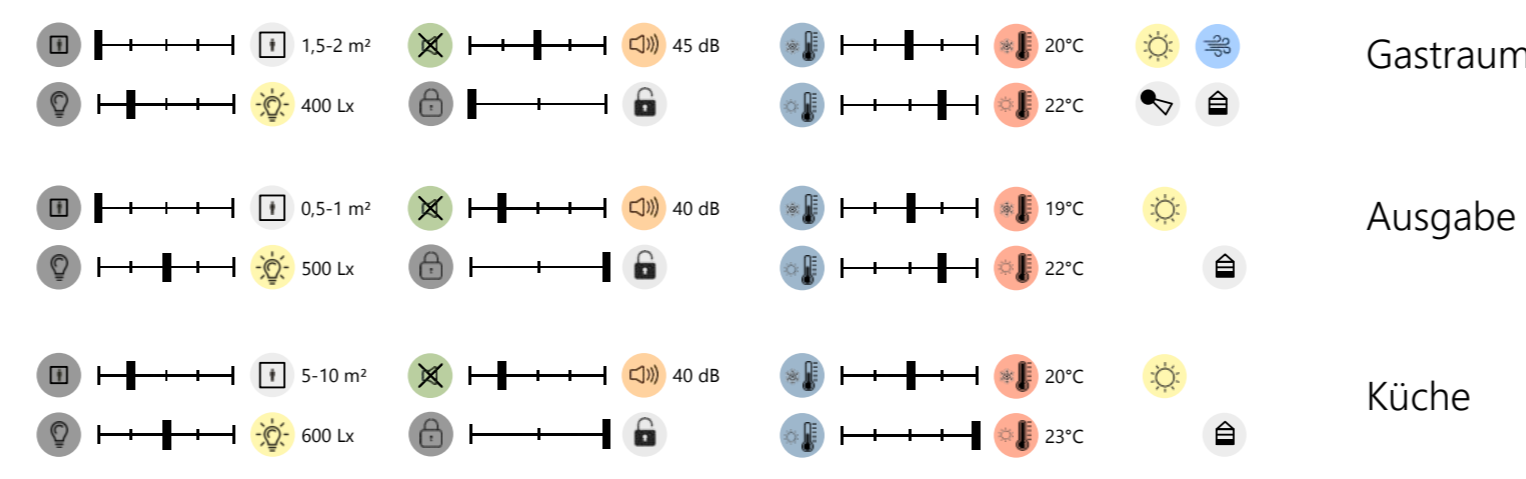 1,5-2 m² 45 dB 20°C Gastraum
400 Lx 22°C
0,5-1 m² 40 dB 19°C Ausgabe
500 Lx 22°C
5-10 m² 40 dB 20°C Küche
600 Lx 23°C